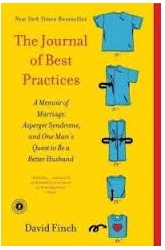 New York Times Bestseller
The Journal
of Best
Practices
A Memoir of
Marriage,
Asperger Syndrome,
and One Man's
Quest to Be a
Better Husband
David Finch